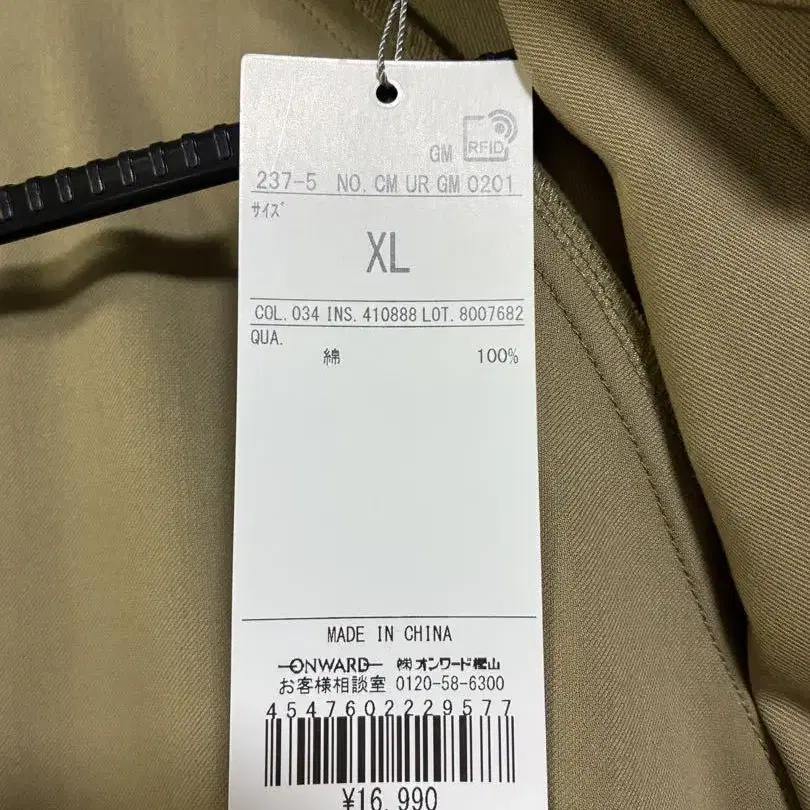 GM RFID
237-5 NO. CM UR GM 0201
ｻｲｽﾞ
XL
COL. 034 INS. 410888 LOT. 8007682
QUA.
綿 100%
MADE IN CHINA
ONWARD ㈱オンワード樫山
お客様相談室 0120-58-6300
4547602229577
¥16,990